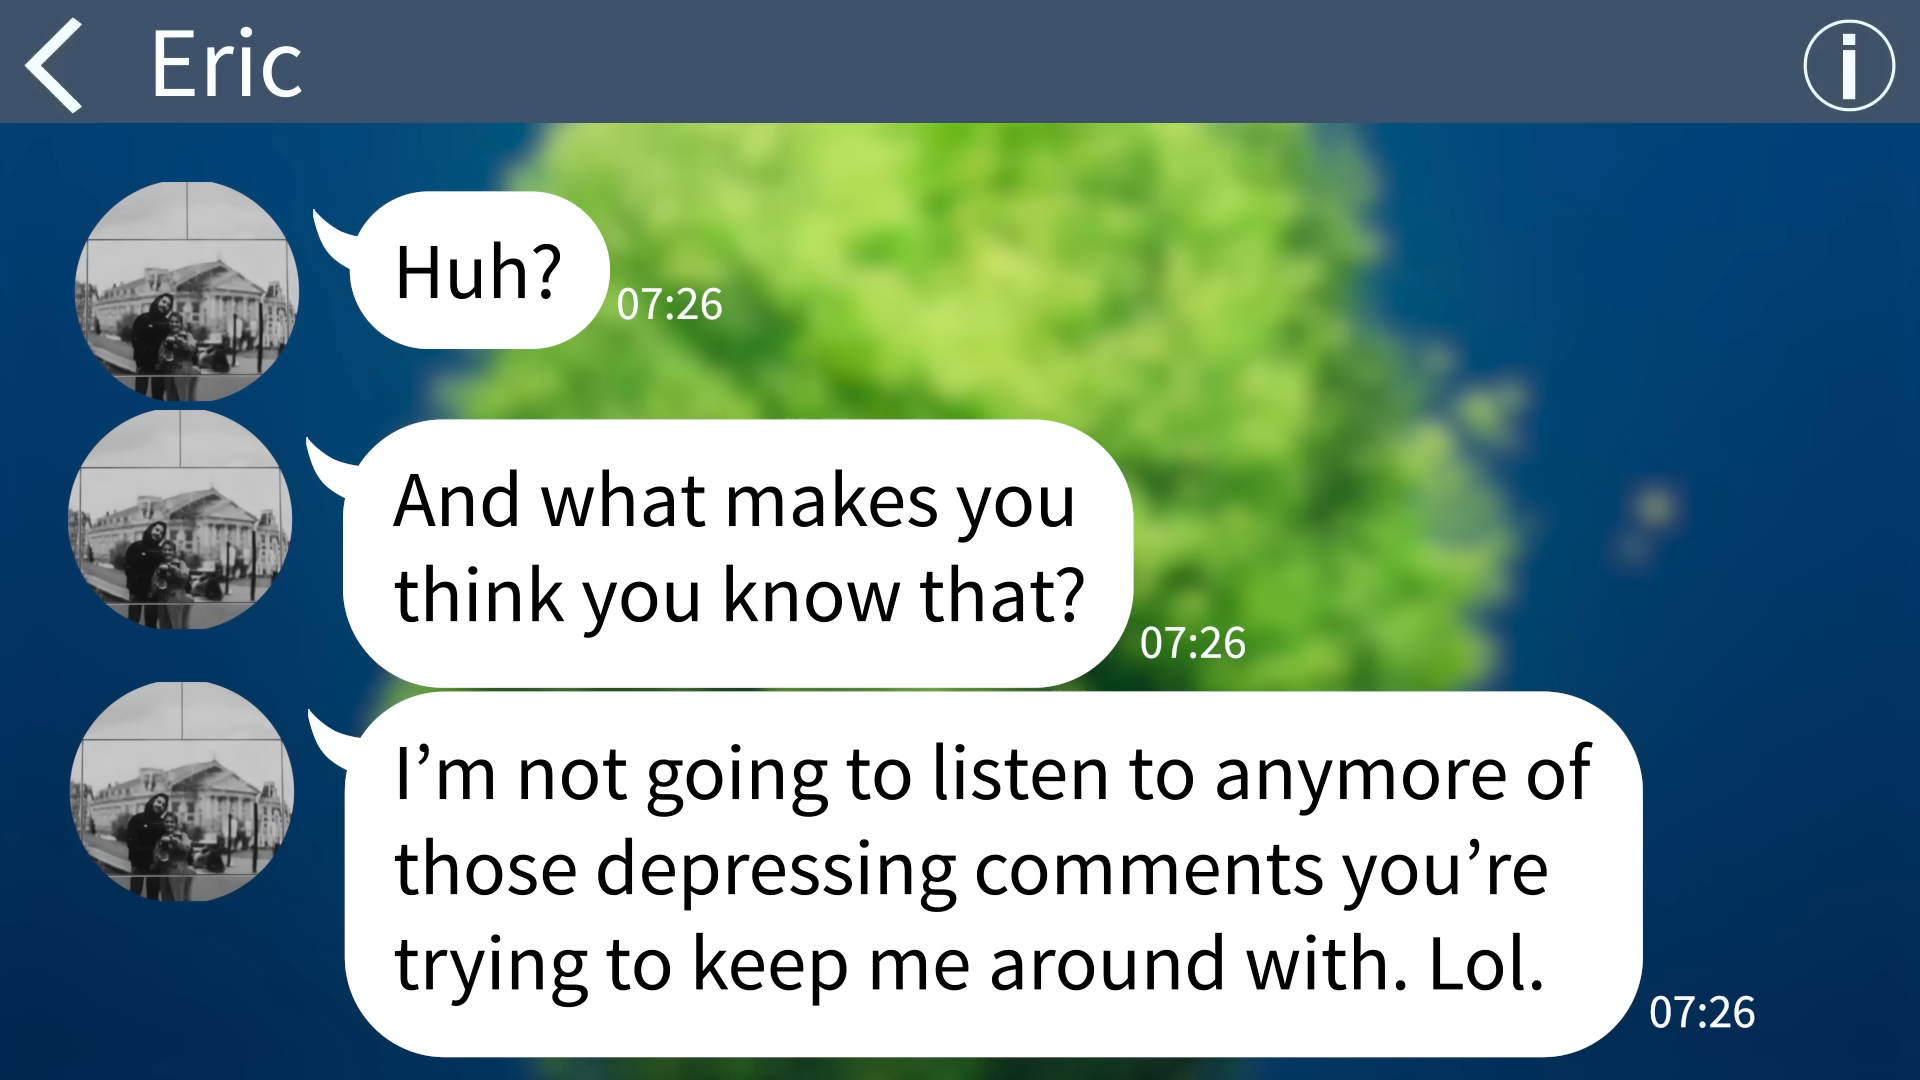 Eric
Huh?
07:26
And what makes you
think you know that?
07:26
I’m not going to listen to anymore of
those depressing comments you’re
trying to keep me around with. Lol.
07:26